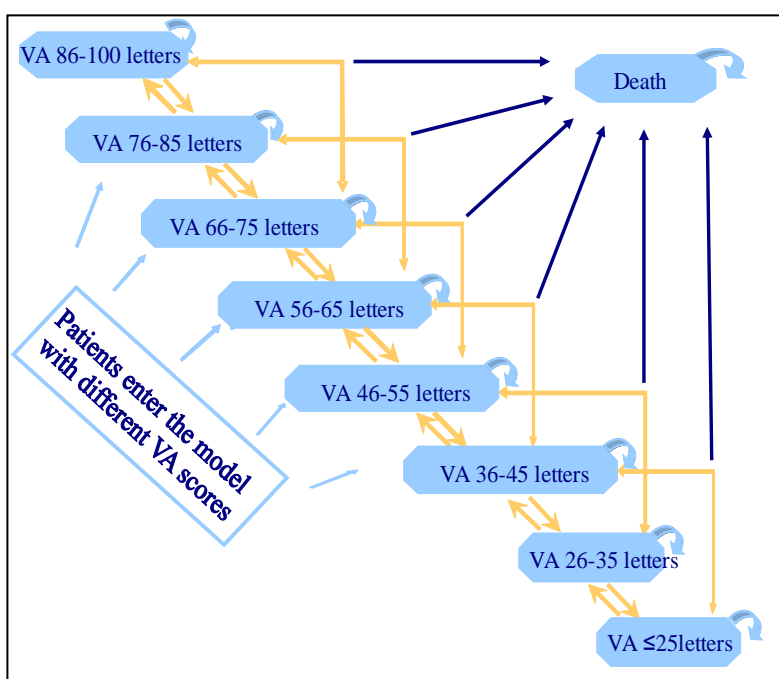 VA 86-100 letters
Death
VA 76-85 letters
VA 66-75 letters
VA 56-65 letters
Patients enter the model
with different VA scores
VA 46-55 letters
VA 36-45 letters
VA 26-35 letters
VA ≤25letters